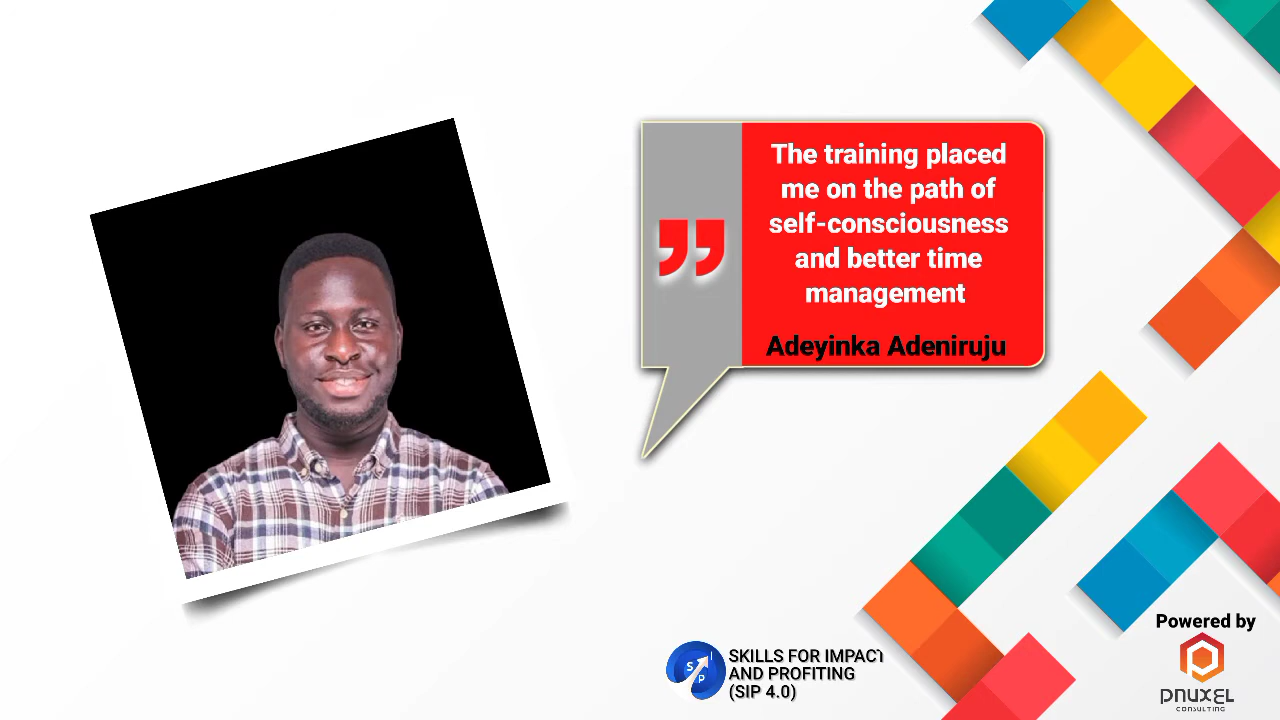 The training placed
me on the path of
self-consciousness
and better time
management
Adeyinka Adeniruju
S
I
P
SKILLS FOR IMPACT
AND PROFITING
(SIP 4.0)
Powered by
PNUXEL
CONSULTING